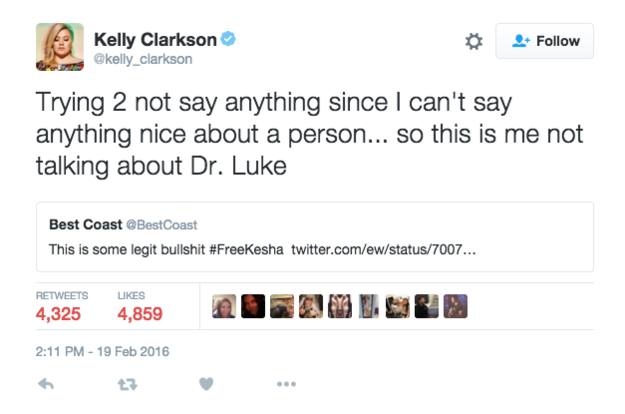 Kelly Clarkson
@kelly_clarkson
Follow
Trying 2 not say anything since I can't say
anything nice about a person... so this is me not
talking about Dr. Luke
Best Coast @BestCoast
This is some legit bullshit #FreeKesha twitter.com/ew/status/7007...
RETWEETS LIKES
4,325 4,859
2:11 PM - 19 Feb 2016